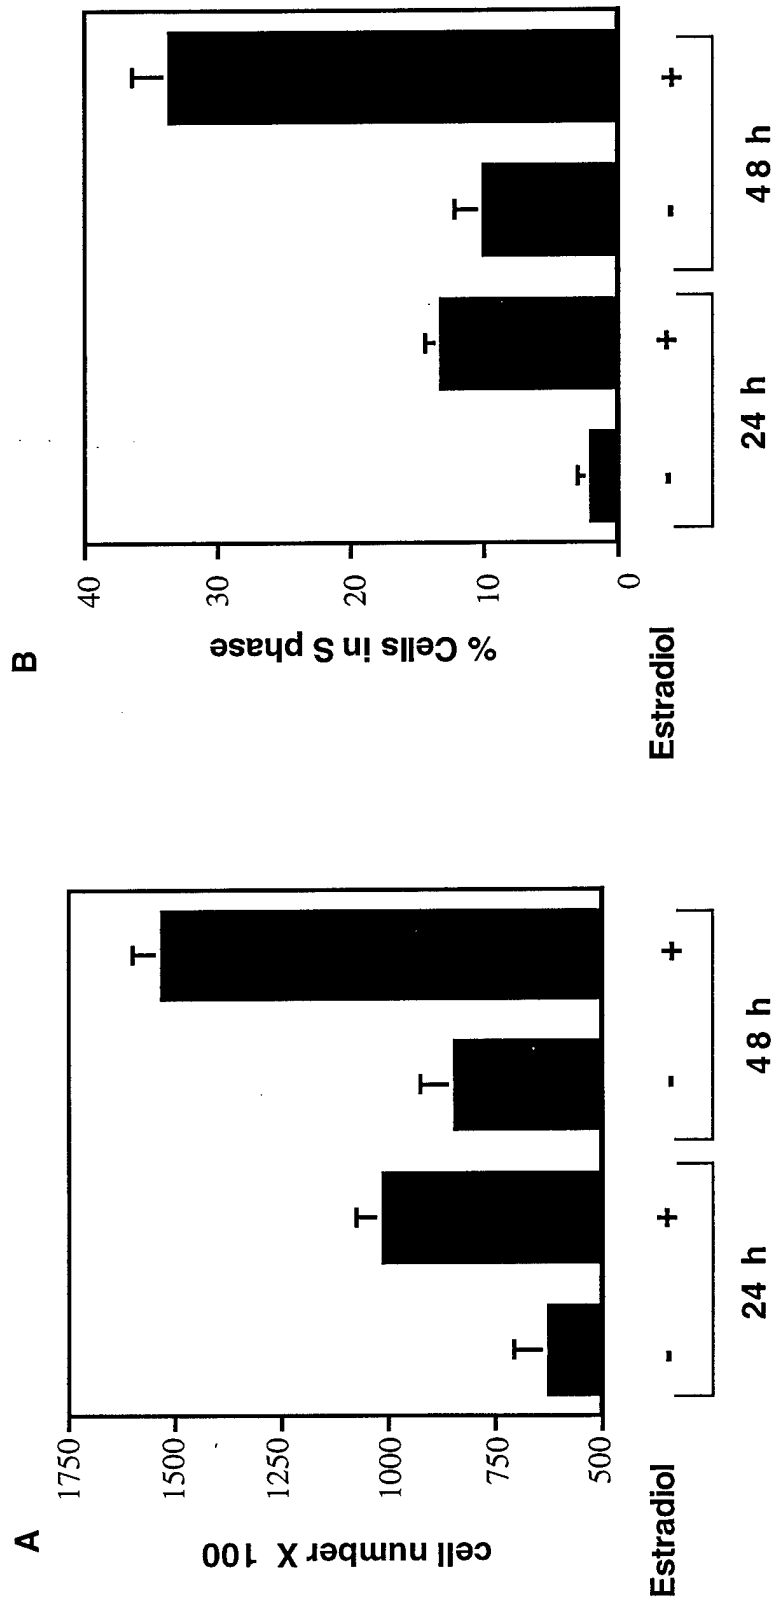 A
cell number X 100
1750
1500
1250
1000
750
500
Estradiol - + - +
24 h 48 h
B
% Cells in S phase
40
30
20
10
0
Estradiol - + - +
24 h 48 h